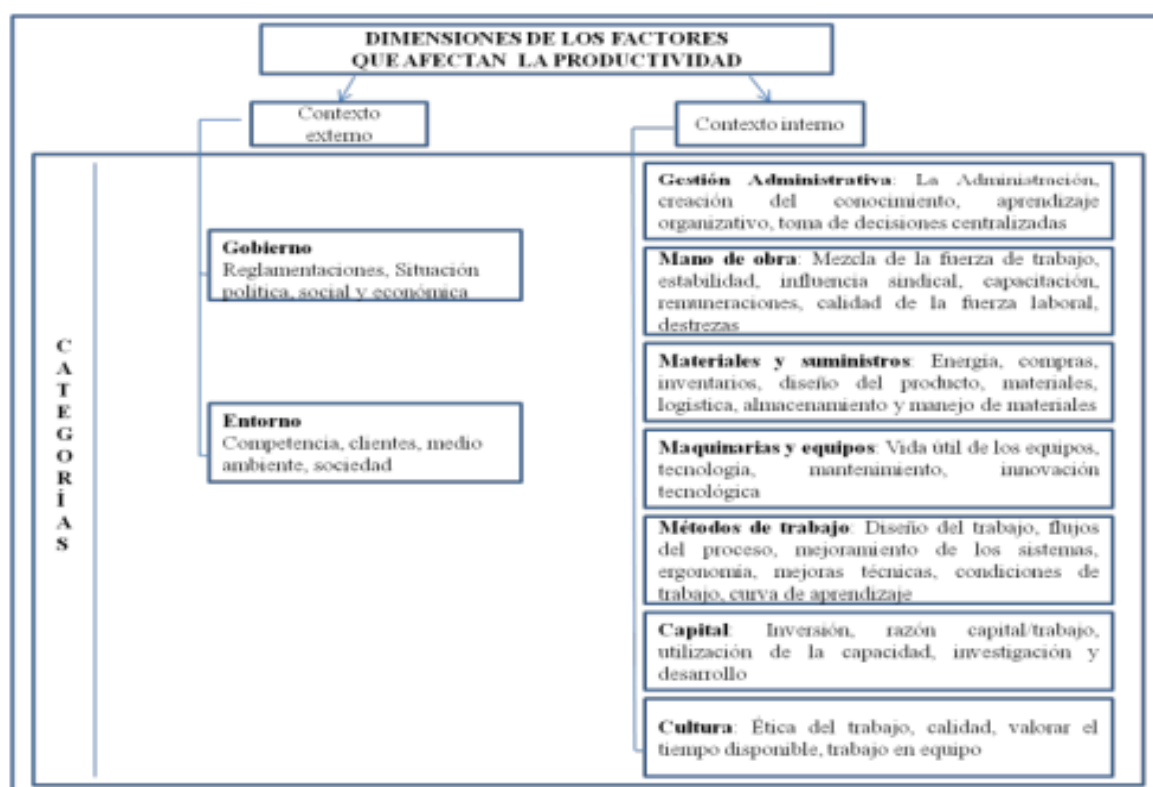 DIMENSIONES DE LOS FACTORES
QUE AFECTAN LA PRODUCTIVIDAD
Contexto
externo
Contexto interno
CATEGORÍAS
Gobierno
Reglamentaciones, Situación
política, social y económica
Entorno
Competencia, clientes, medio
ambiente, sociedad
Gestión Administrativa: La Administración,
creación del conocimiento, aprendizaje
organizativo, toma de decisiones centralizadas
Mano de obra: Mezcla de la fuerza de trabajo,
estabilidad, influencia sindical, capacitación,
remuneraciones, calidad de la fuerza laboral,
destrezas
Materiales y suministros: Energía, compras,
inventarios, diseño del producto, materiales,
logística, almacenamiento y manejo de materiales
Maquinarias y equipos: Vida útil de los equipos,
tecnología, mantenimiento, innovación
tecnológica
Métodos de trabajo: Diseño del trabajo, flujos
del proceso, mejoramiento de los sistemas,
ergonomía, mejoras técnicas, condiciones de
trabajo, curva de aprendizaje
Capital: Inversión, razón capital/trabajo,
utilización de la capacidad, investigación y
desarrollo
Cultura: Ética del trabajo, calidad, valorar el
tiempo disponible, trabajo en equipo